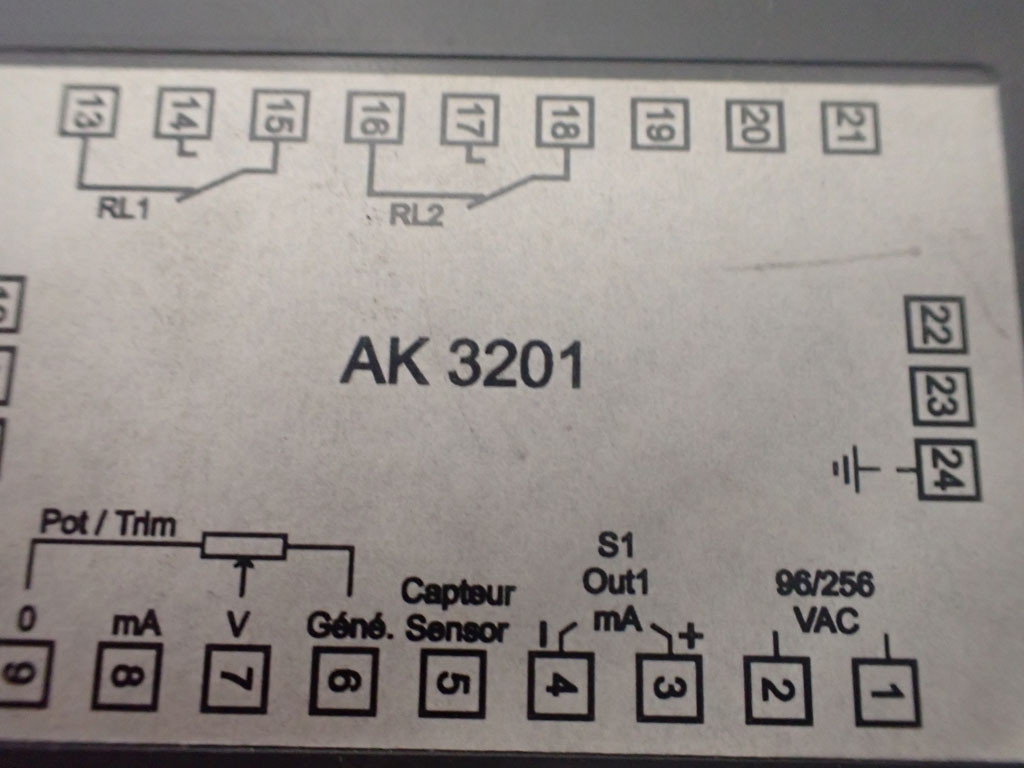 13 14 15 16 17 18 19 20 21
RL1 RL2
22
AK 3201
23
24
Pot / Trim
S1
Capteur Out1 96/256
0 mA V Géné. Sensor - mA + VAC
9 8 7 6 5 4 3 2 1